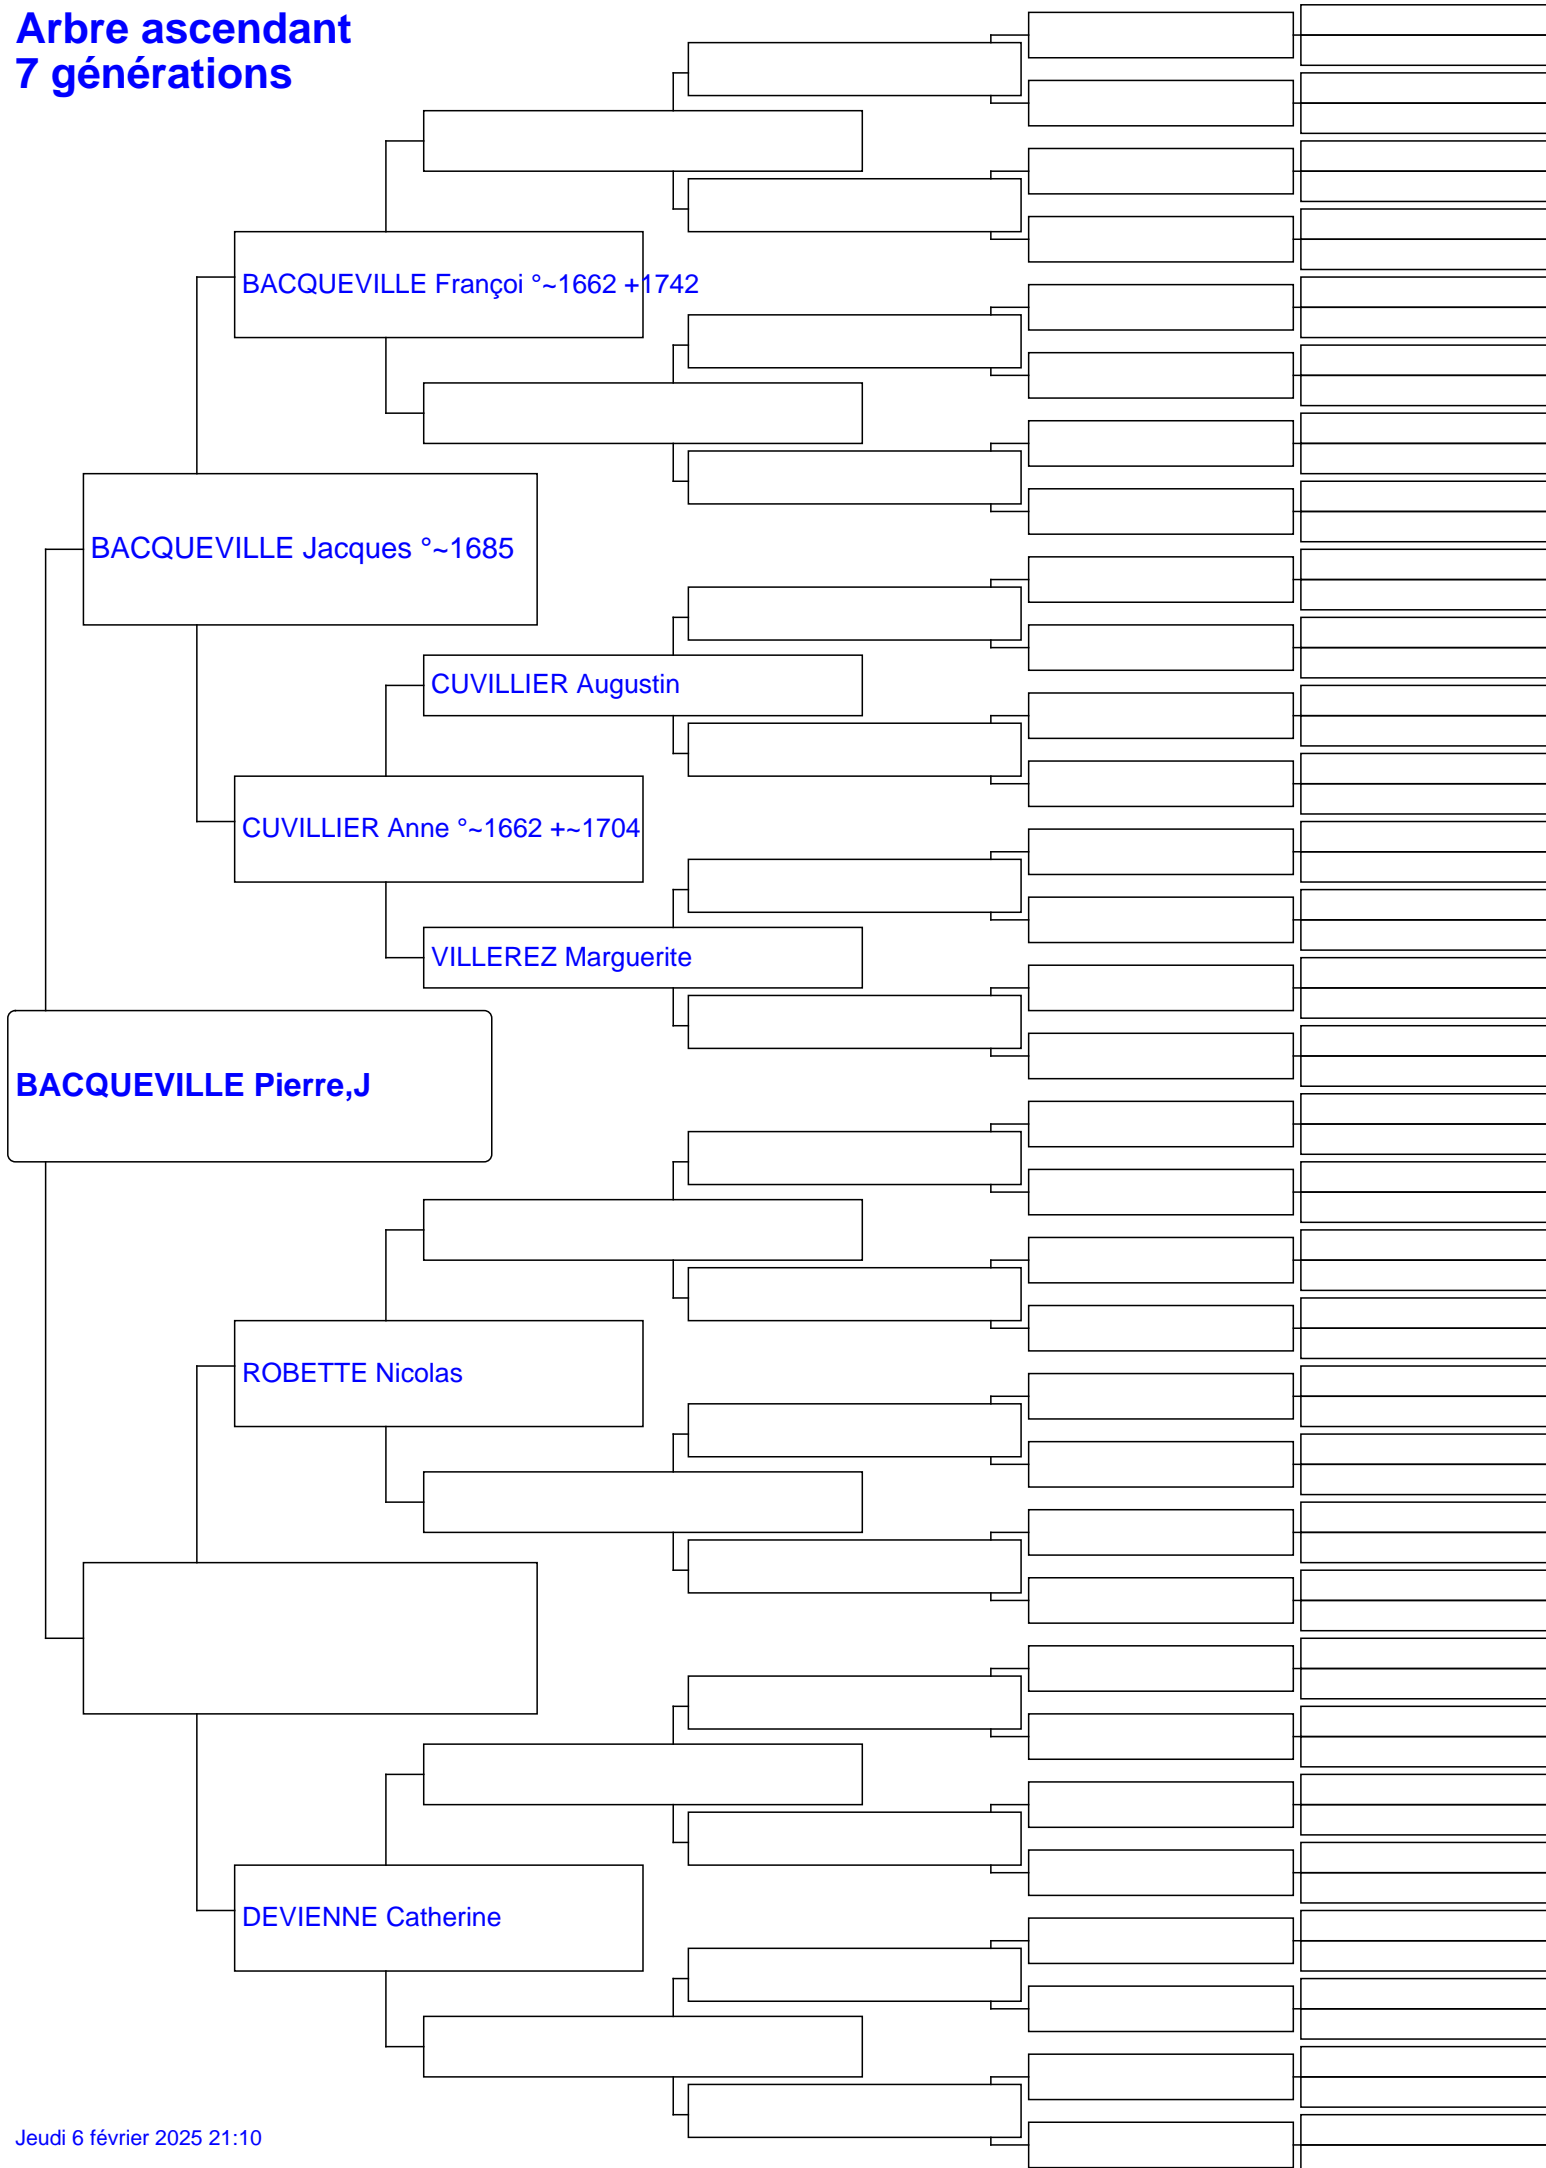 Arbre ascendant
7 générations
BACQUEVILLE Françoi °~1662 +1742
BACQUEVILLE Jacques °~1685
CUVILLIER Augustin
CUVILLIER Anne °~1662 +~1704
VILLEREZ Marguerite
BACQUEVILLE Pierre,J
ROBETTE Nicolas
DEVIENNE Catherine
Jeudi 6 février 2025 21:10